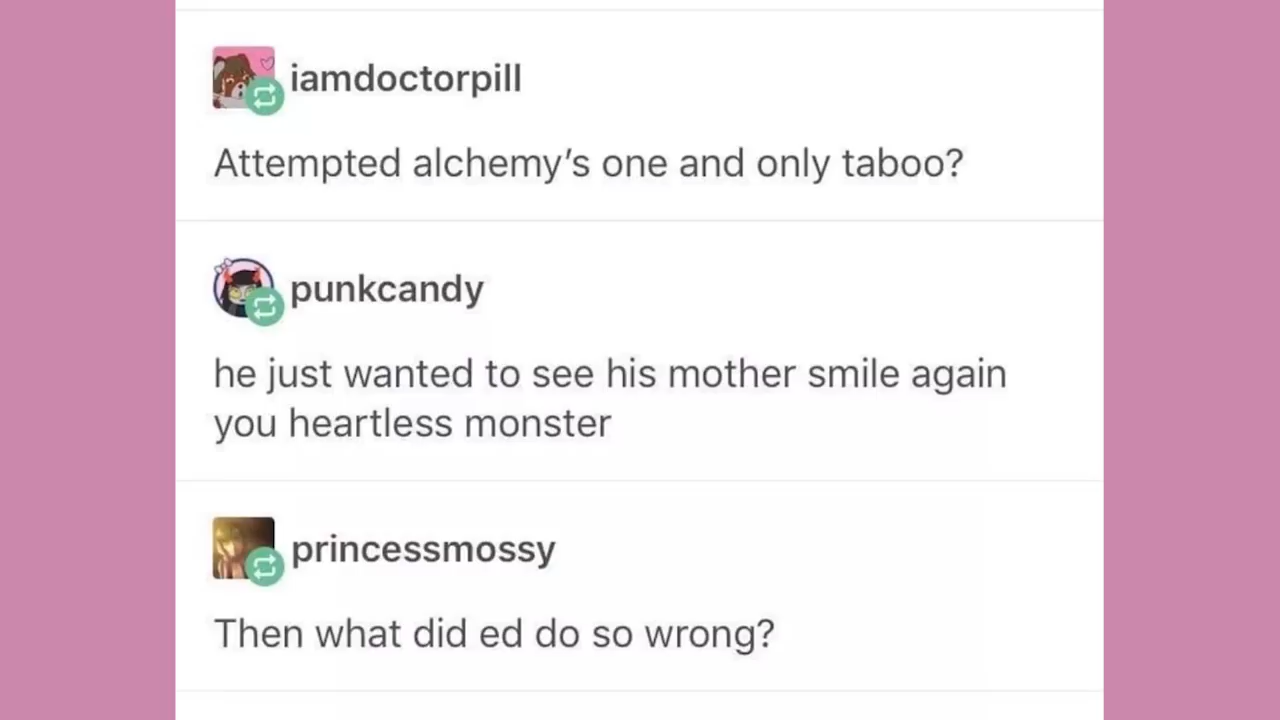 iamdoctorpill
Attempted alchemy’s one and only taboo?
punkcandy
he just wanted to see his mother smile again
you heartless monster
princessmossy
Then what did ed do so wrong?